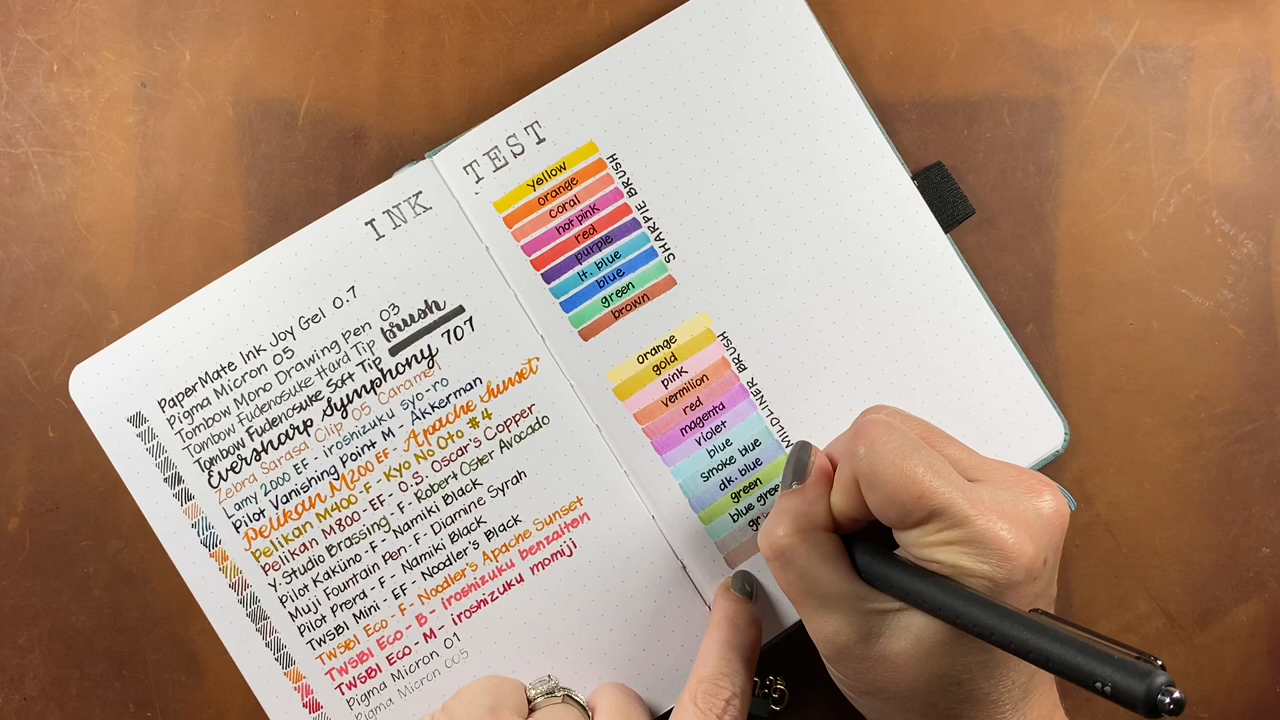 INK
PaperMate Ink Joy Gel 0.7
Pigma Micron 05
Tombow Mono Drawing Pen 03
Tombow Fudenosuke Hard Tip
Tombow Fudenosuke Soft Tip brush
Eversharp Symphony 707
Zebra Sarasa Clip 05 Caramel
Lamy 2000 EF - iroshizuku syo-ro
Pilot Vanishing Point M - Akkerman
Pelikan M200 EF - Apache Sunset
Pelikan M400 - F - Kyo No Oto #4
Pelikan M800 - EF - O.S. Oscar's Copper
Y. Studio Brassing - F - Robert Oster Avocado
Pilot Kakuno - F - Namiki Black
Muji Fountain Pen - F - Diamine Syrah
Pilot Prera - F - Namiki Black
TWSBI Mini - EF - Noodler's Black
TWSBI Eco - F - Noodler's Apache Sunset
TWSBI Eco - B - iroshizuku benzaiten
TWSBI Eco - M - iroshizuku momiji
Pigma Micron 01
Pigma Micron 005
TEST
yellow
orange
coral
hot pink
red
purple
lt. blue
blue
green
brown
SHARPIE BRUSH
orange
gold
pink
vermilion
red
magenta
violet
blue
smoke blue
dk. blue
green
blue green
MILDLINER BRUSH